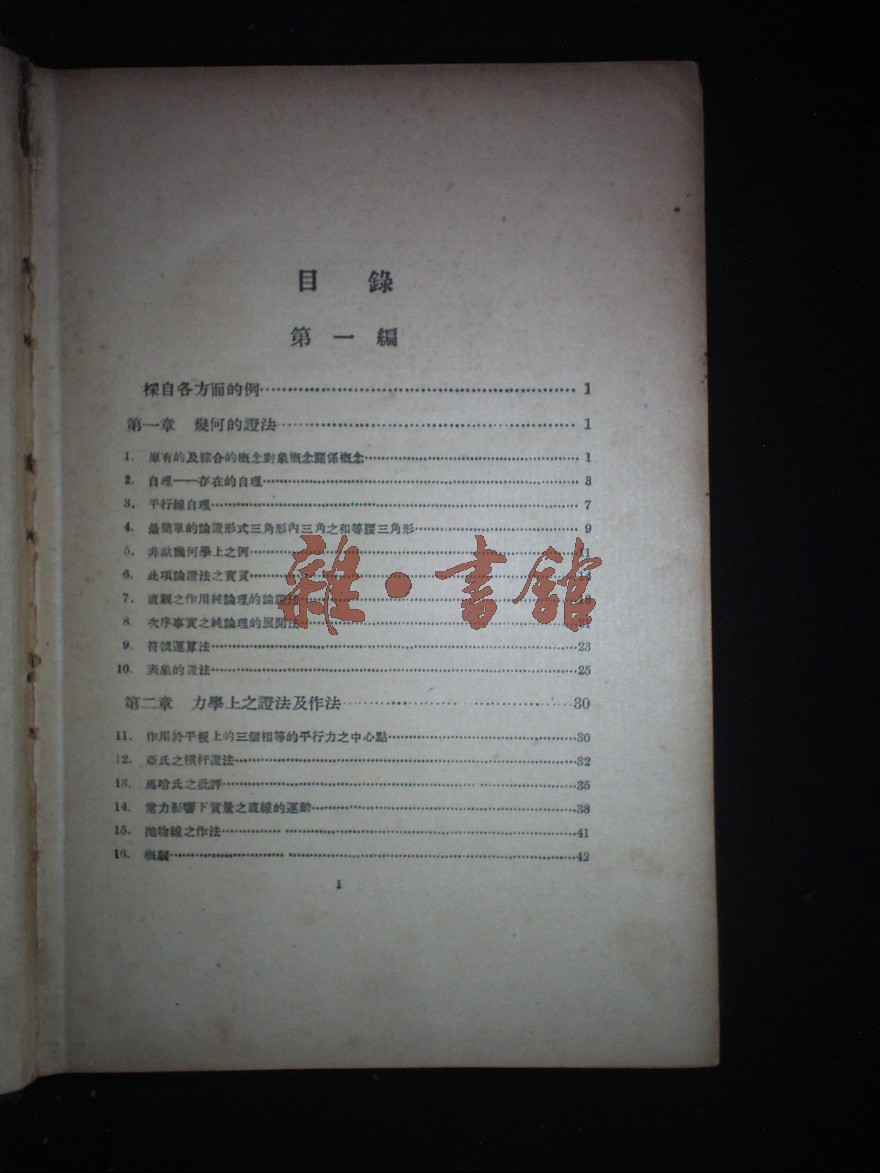 目 錄
第 一 編
採自各方面的例 1
第一章 幾何的證法 1
1. 原有的及綜合的概念對象概念關係概念 1
2. 自理——存在的自理 3
3. 平行線自理 7
4. 最簡單的論證形式三角形內三角之和等腰三角形 9
5. 非歐幾何學上之例 11
6. 此項論證法之實質 14
7. 直觀之作用純論理的論證法
8. 次序事實之純論理的展開法 21
9. 符號運算法 23
10. 表象的證法 25
第二章 力學上之證法及作法 30
11. 作用於平板上的三個相等的平行力之中心點 30
12. 亞氏之槓杆證法 32
13. 馬哈氏之批評 35
14. 常力影響下質量之直線的運動 38
15. 拋物線之作法 41
16. 概觀 42
1
雜·書館